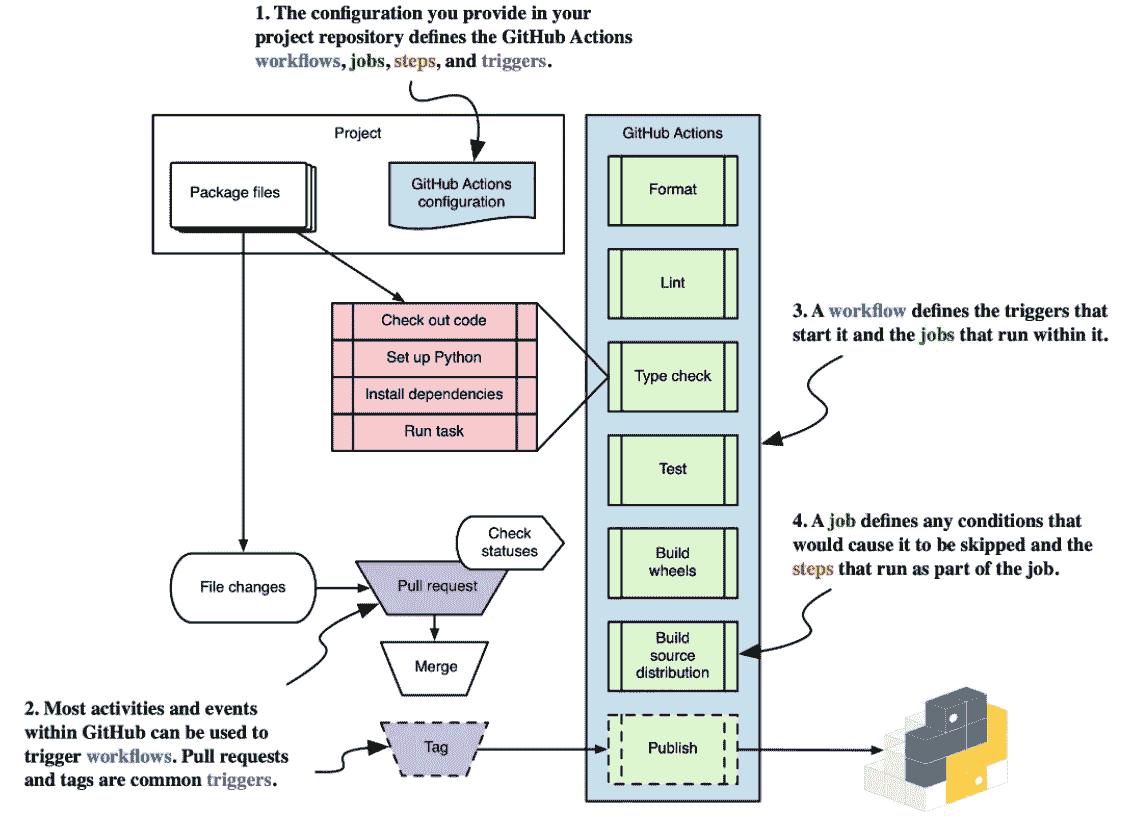 1. The configuration you provide in your
project repository defines the GitHub Actions
workflows, jobs, steps, and triggers.
Project
Package files
GitHub Actions
configuration
GitHub Actions
Format
Lint
Type check
Test
Build
wheels
Build
source
distribution
Publish
Check out code
Set up Python
Install dependencies
Run task
3. A workflow defines the triggers that
start it and the jobs that run within it.
4. A job defines any conditions that
would cause it to be skipped and the
steps that run as part of the job.
File changes
Check
statuses
Pull request
Merge
Tag
2. Most activities and events
within GitHub can be used to
trigger workflows. Pull requests
and tags are common triggers.